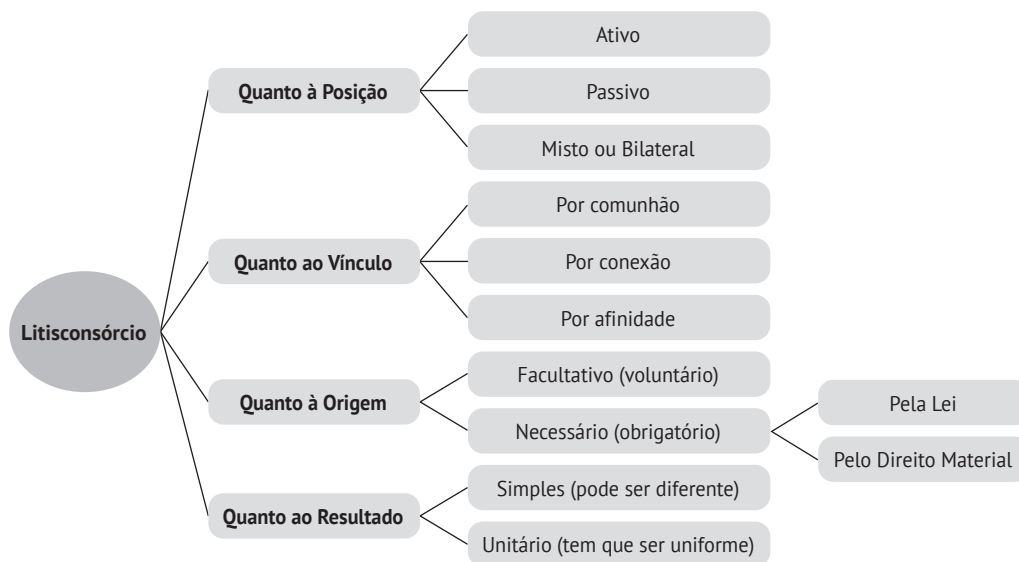 Litisconsórcio
Quanto à Posição
Ativo
Passivo
Misto ou Bilateral
Quanto ao Vínculo
Por comunhão
Por conexão
Por afinidade
Quanto à Origem
Facultativo (voluntário)
Necessário (obrigatório)
Pela Lei
Pelo Direito Material
Quanto ao Resultado
Simples (pode ser diferente)
Unitário (tem que ser uniforme)